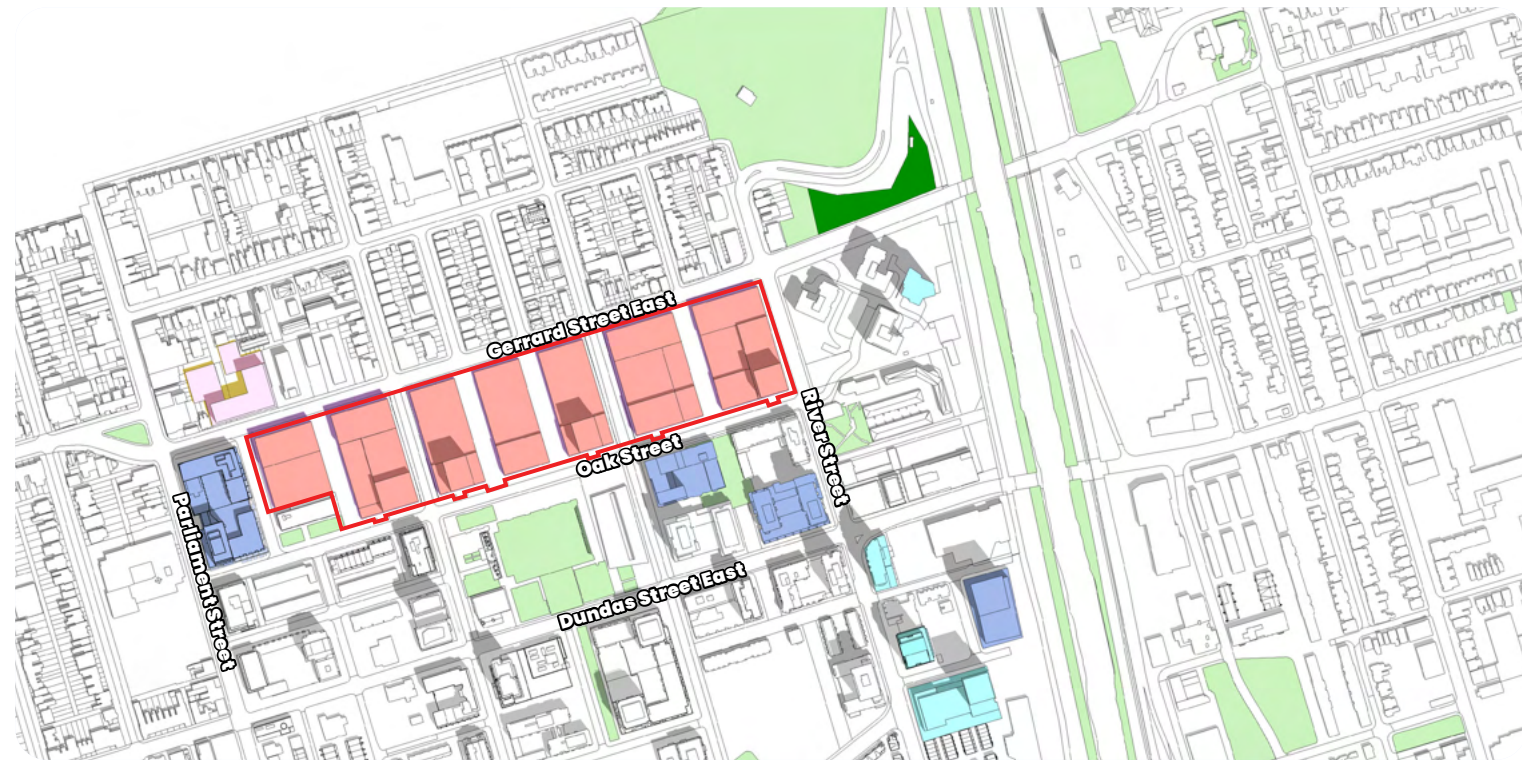 Gerrard Street East
Oak Street
River Street
Parliament Street
Dundas Street East